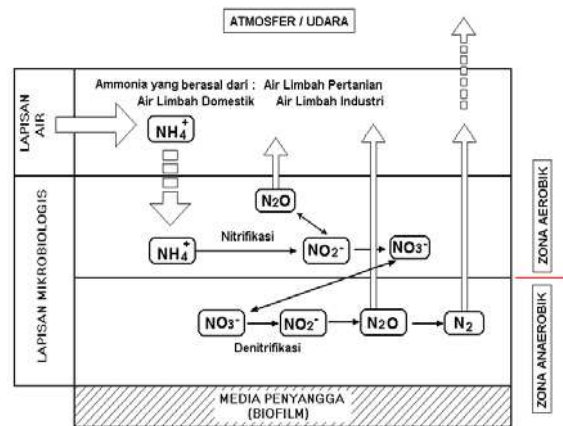 ATMOSFER / UDARA
LAPISAN AIR
Ammonia yang berasal dari : Air Limbah Pertanian
Air Limbah Domestik Air Limbah Industri
NH4+
N2O
ZONA AEROBIK
LAPISAN MIKROBIOLOGIS
NH4+
Nitrifikasi
NO2-
NO3-
NO3-
NO2-
N2O
N2
Denitrifikasi
ZONA ANAEROBIK
MEDIA PENYANGGA
(BIOFILM)